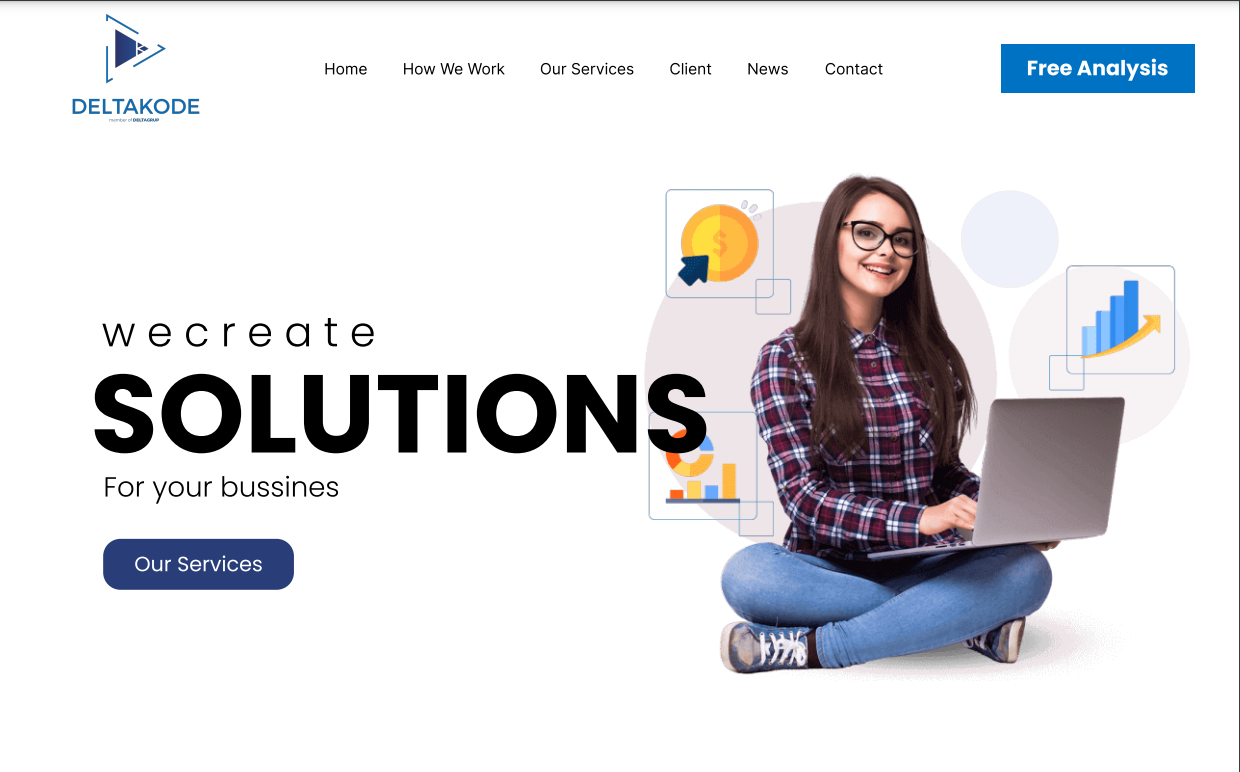 DELTAKODE
member of DELTAGRUP
Home
How We Work
Our Services
Client
News
Contact
Free Analysis
wecreate
SOLUTIONS
For your bussines
Our Services
$